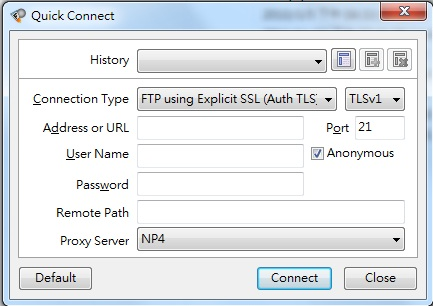 Quick Connect
History
Connection Type FTP using Explicit SSL (Auth TLS) TLSv1
Address or URL Port 21
User Name Anonymous
Password
Remote Path
Proxy Server NP4
Default Connect Close